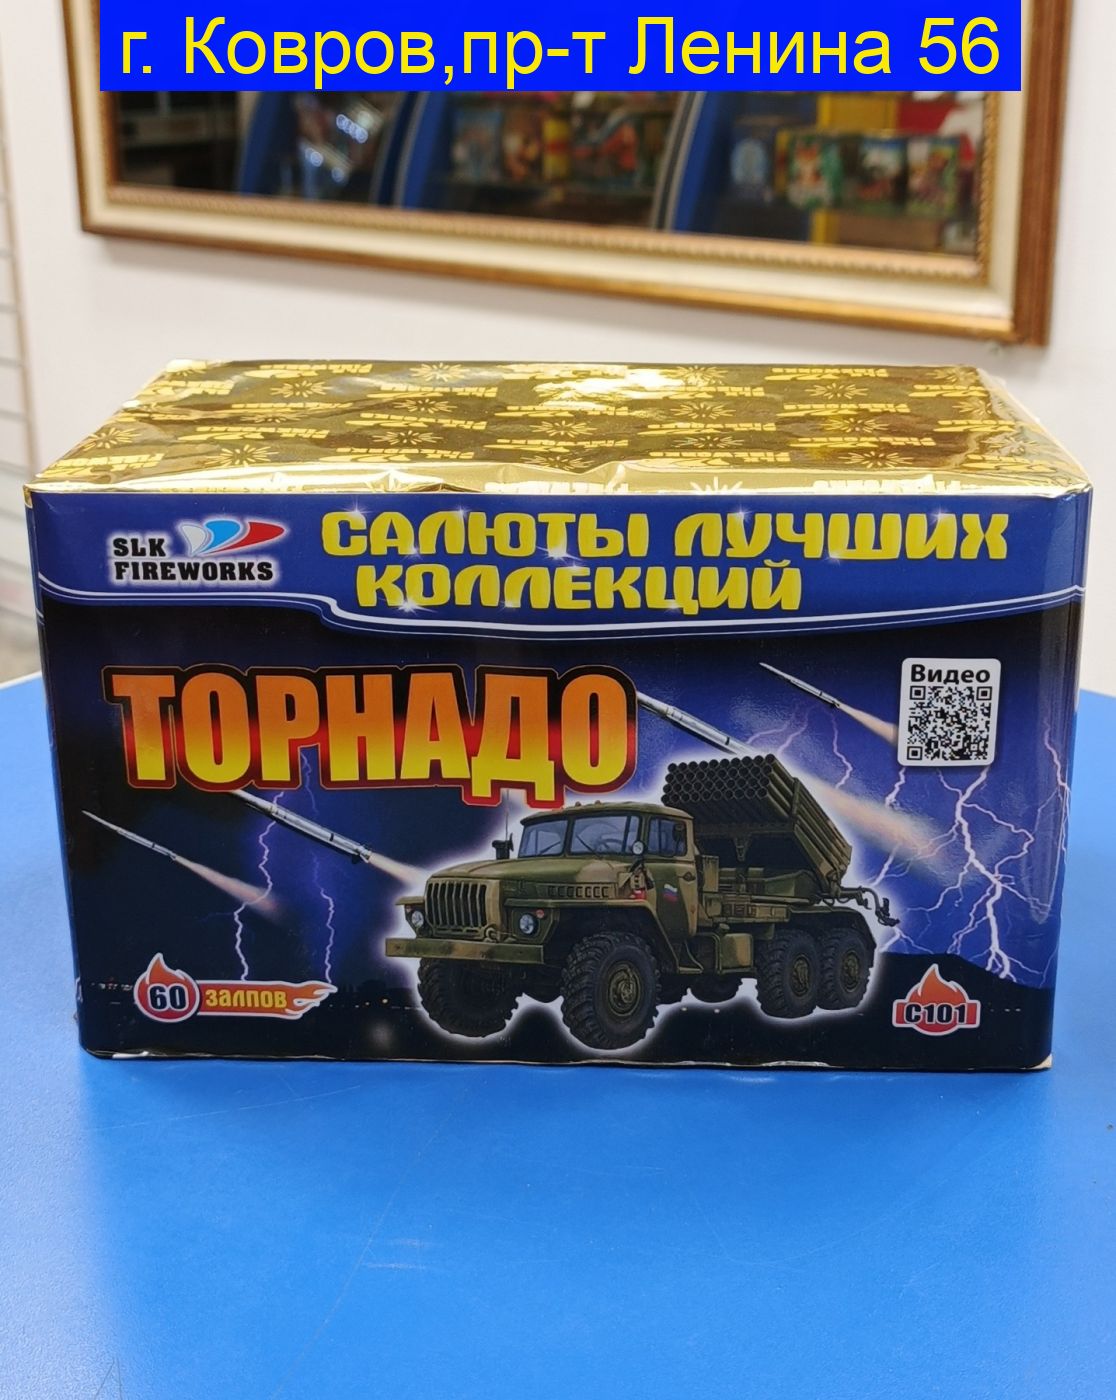 г. Ковров,пр-т Ленина 56
SLK
FIREWORKS
САЛЮТЫ ЛУЧШИХ
КОЛЛЕКЦИЙ
ТОРНАДО
Видео
60 ЗАЛПОВ
С101